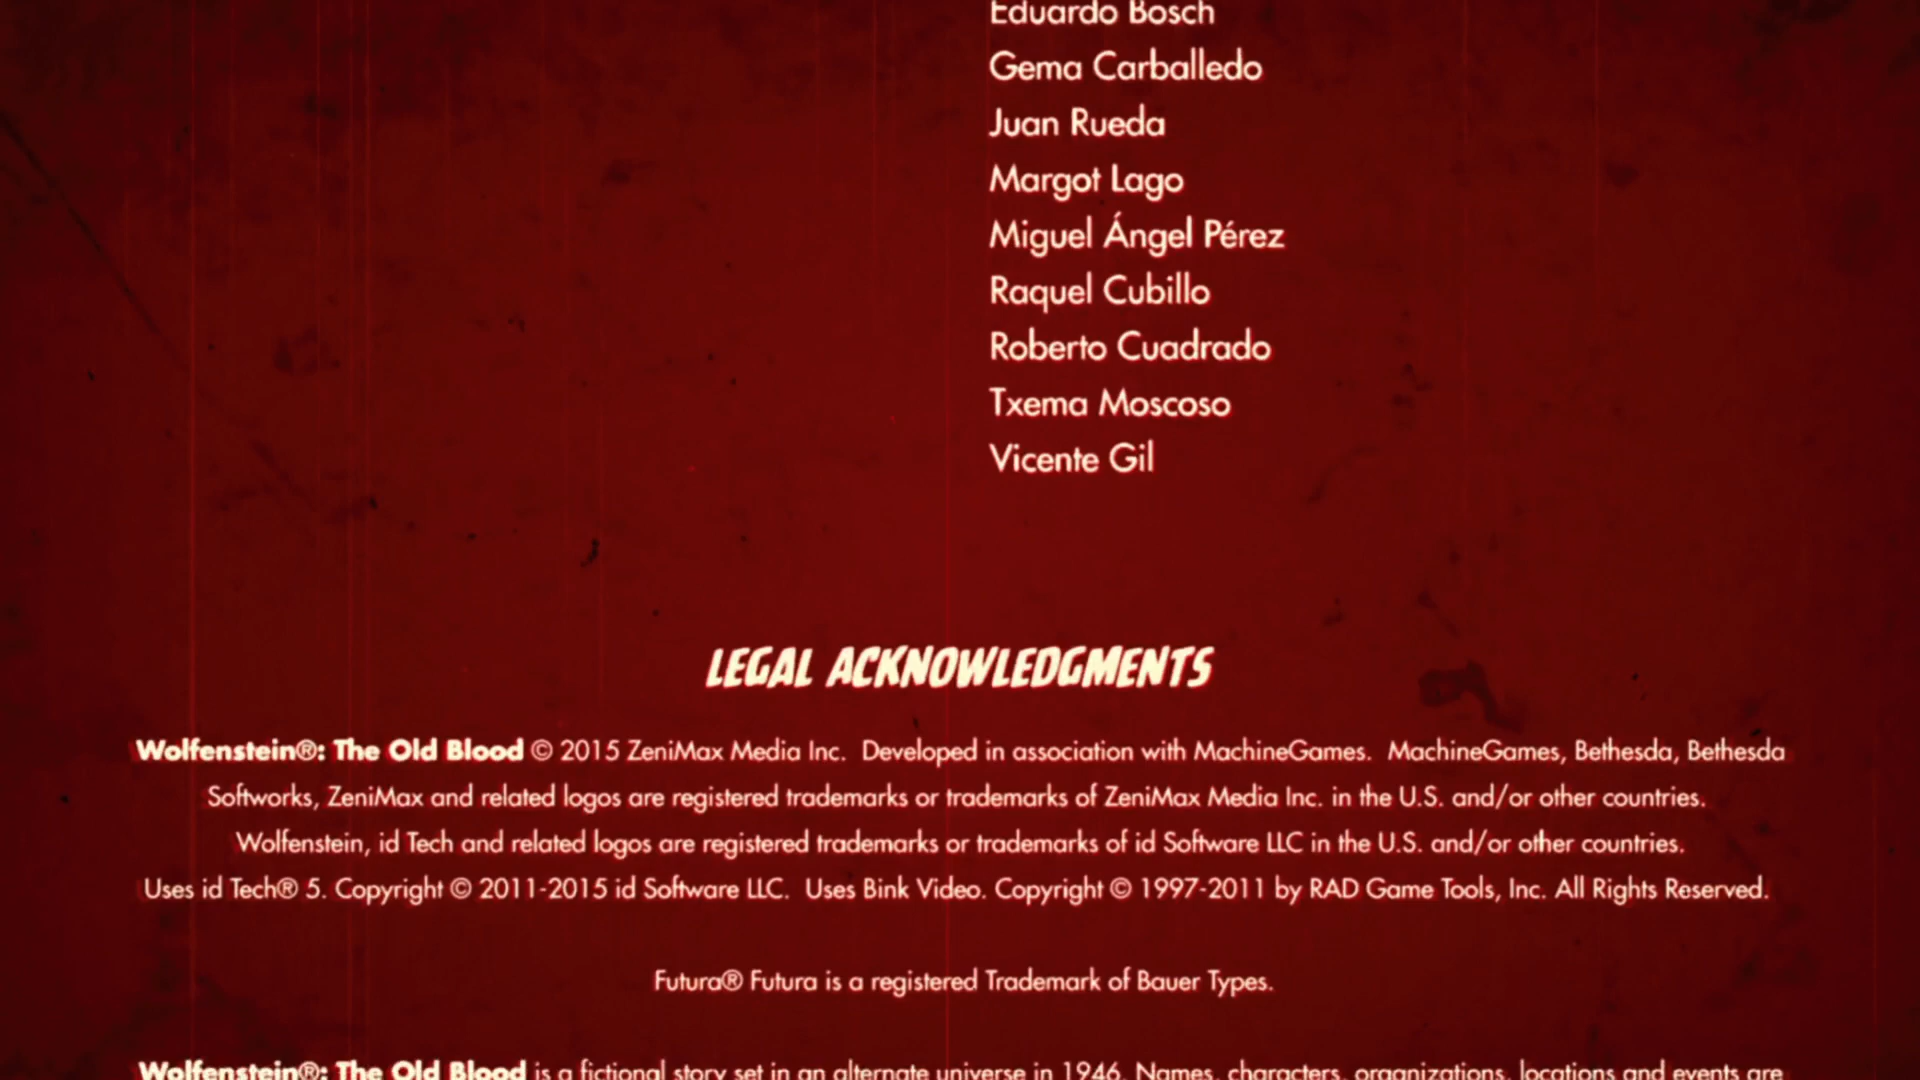 Eduardo Bosch
Gema Carballedo
Juan Rueda
Margot Lago
Miguel Ángel Pérez
Raquel Cubillo
Roberto Cuadrado
Txema Moscoso
Vicente Gil
LEGAL ACKNOWLEDGMENTS
Wolfenstein®: The Old Blood © 2015 ZeniMax Media Inc. Developed in association with MachineGames. MachineGames, Bethesda, Bethesda
Softworks, ZeniMax and related logos are registered trademarks or trademarks of ZeniMax Media Inc. in the U.S. and/or other countries.
Wolfenstein, id Tech and related logos are registered trademarks or trademarks of id Software LLC in the U.S. and/or other countries.
Uses id Tech® 5. Copyright © 2011-2015 id Software LLC. Uses Bink Video. Copyright © 1997-2011 by RAD Game Tools, Inc. All Rights Reserved.
Futura® Futura is a registered Trademark of Bauer Types.
Wolfenstein®: The Old Blood is a fictional story set in an alternate universe in 1946. Names, characters, organizations, locations and events are